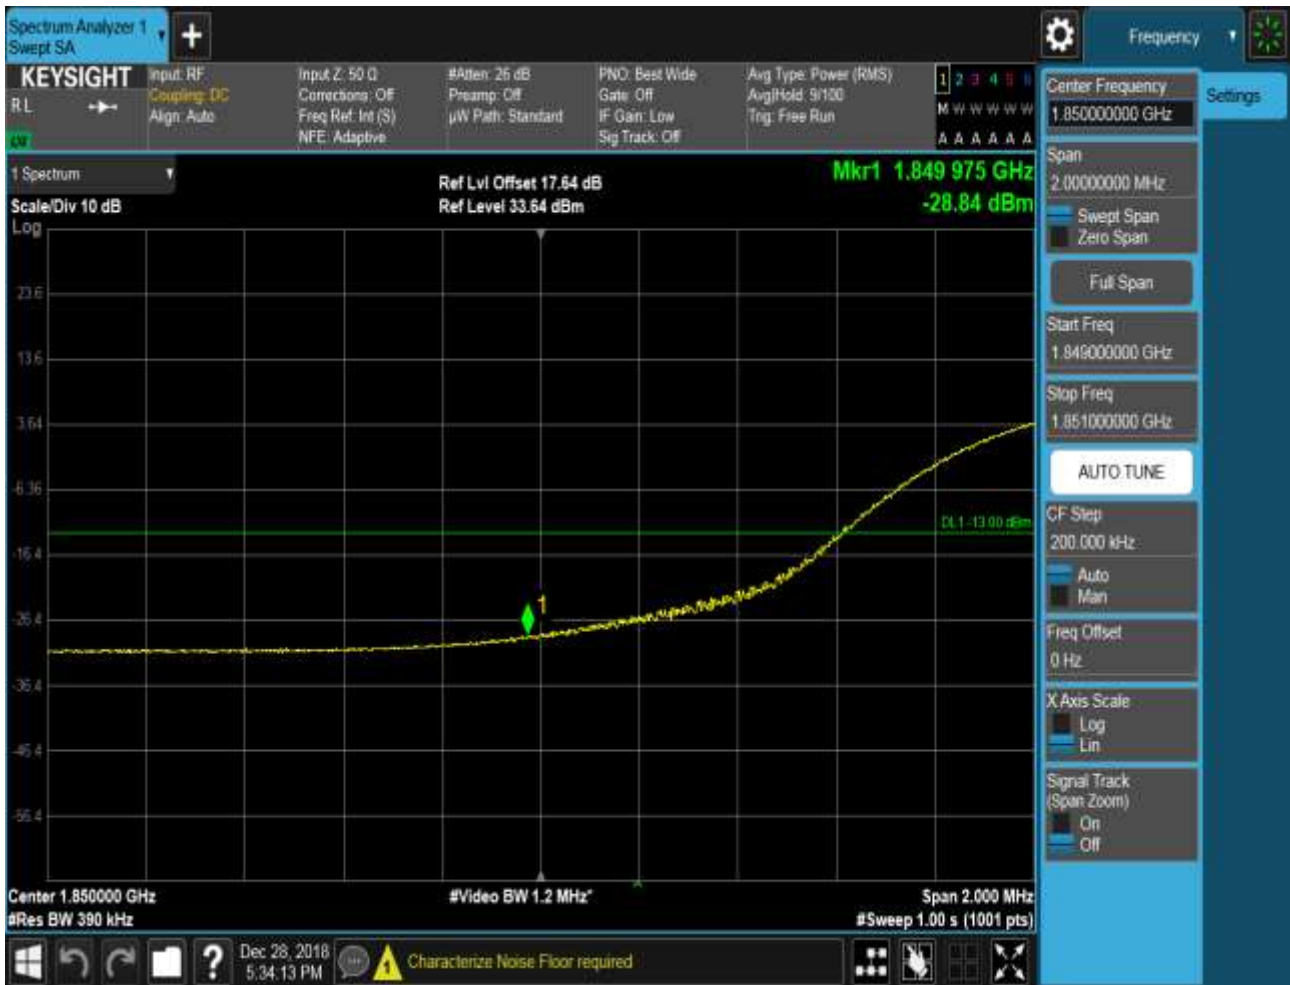 Spectrum Analyzer 1
Swept SA
Frequency
KEYSIGHT
RL
LXI
Input: RF
Coupling: DC
Align: Auto
Input Z: 50 Ω
Corrections: Off
Freq Ref: Int (S)
NFE: Adaptive
#Atten: 26 dB
Preamp: Off
µW Path: Standard
PNO: Best Wide
Gate: Off
IF Gain: Low
Sig Track: Off
Avg Type: Power (RMS)
Avg|Hold: 9/100
Trig: Free Run
1 2 3 4 5 6
M W W W W W
A A A A A A
1 Spectrum
Scale/Div 10 dB
Log
Ref Lvl Offset 17.64 dB
Ref Level 33.64 dBm
Mkr1 1.849 975 GHz
-28.84 dBm
23.6
13.6
3.64
-6.36
-16.4
-26.4
-36.4
-46.4
-56.4
DL1 -13.00 dBm
1
Center 1.850000 GHz
#Res BW 390 kHz
#Video BW 1.2 MHz*
Span 2.000 MHz
#Sweep 1.00 s (1001 pts)
Center Frequency
1.850000000 GHz
Settings
Span
2.00000000 MHz
Swept Span
Zero Span
Full Span
Start Freq
1.849000000 GHz
Stop Freq
1.851000000 GHz
AUTO TUNE
CF Step
200.000 kHz
Auto
Man
Freq Offset
0 Hz
X Axis Scale
Log
Lin
Signal Track
(Span Zoom)
On
Off
?
Dec 28, 2018
5:34:13 PM
1
Characterize Noise Floor required